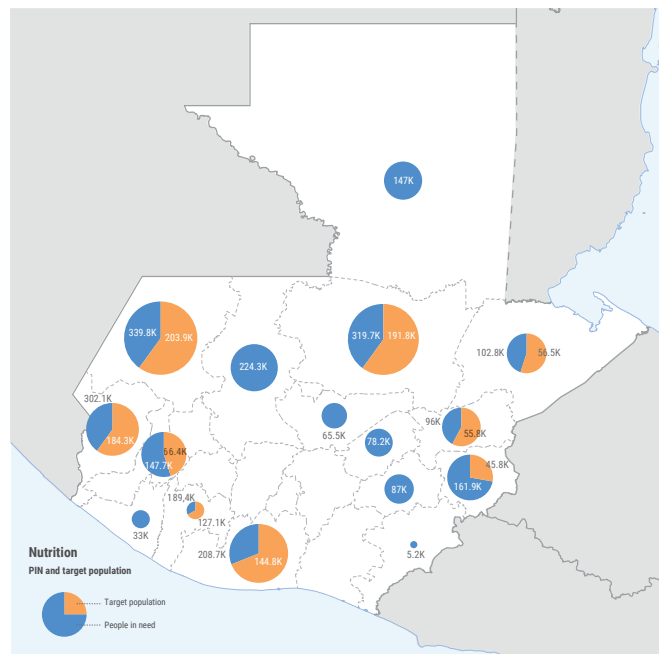 147K
339.8K
203.9K
319.7K
191.8K
224.3K
102.8K
56.5K
302.1K
184.3K
65.5K
96K
55.8K
78.2K
66.4K
147.7K
45.8K
161.9K
87K
189.4K
127.1K
33K
208.7K
144.8K
5.2K
Nutrition
PIN and target population
Target population
People in need